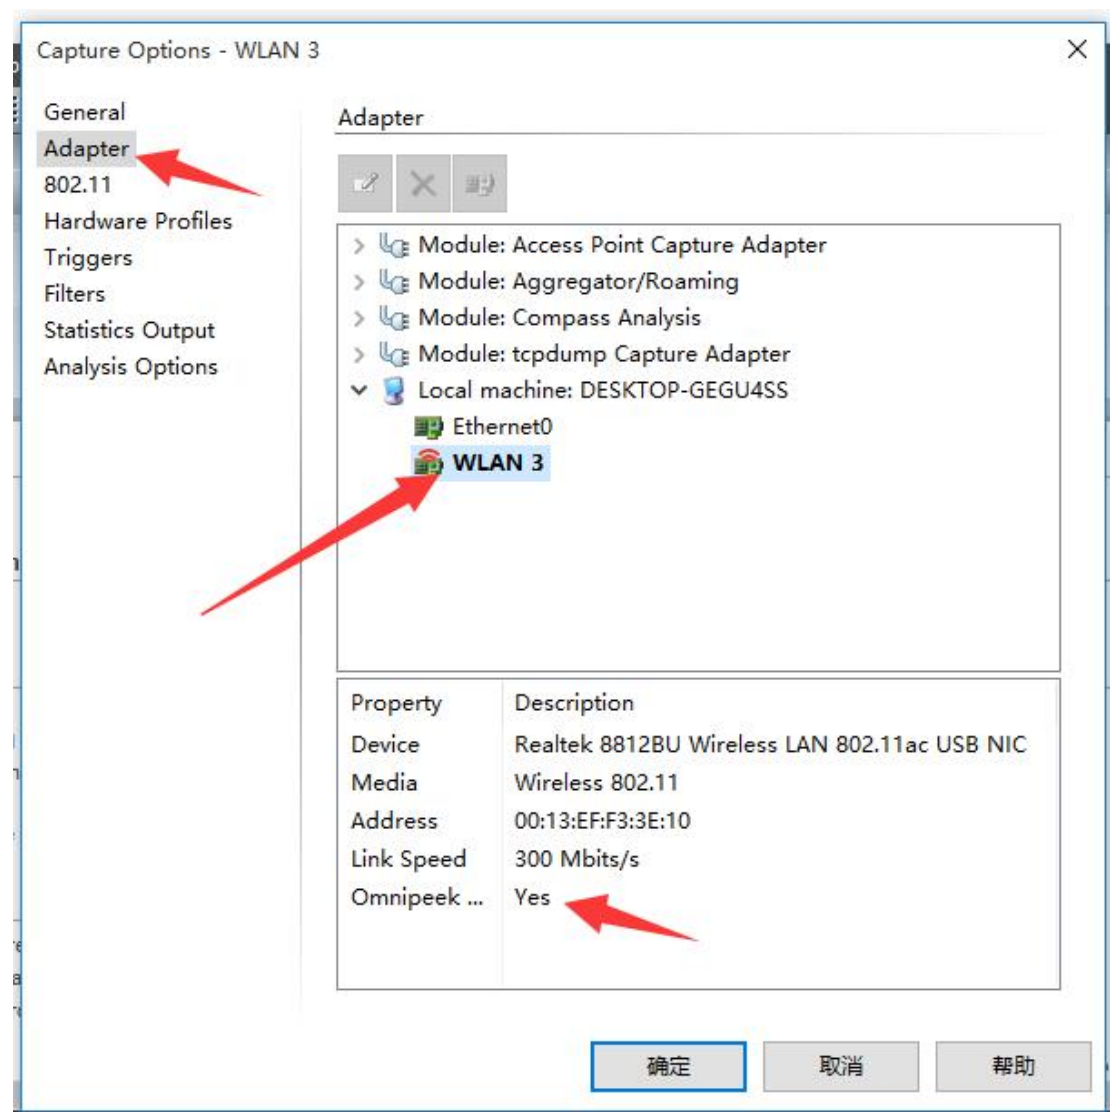 Capture Options - WLAN 3
General
Adapter
802.11
Hardware Profiles
Triggers
Filters
Statistics Output
Analysis Options
Adapter
Module: Access Point Capture Adapter
Module: Aggregator/Roaming
Module: Compass Analysis
Module: tcpdump Capture Adapter
Local machine: DESKTOP-GEGU4SS
Ethernet0
WLAN 3
Property Description
Device Realtek 8812BU Wireless LAN 802.11ac USB NIC
Media Wireless 802.11
Address 00:13:EF:F3:3E:10
Link Speed 300 Mbits/s
Omnipeek ... Yes
确定 取消 帮助